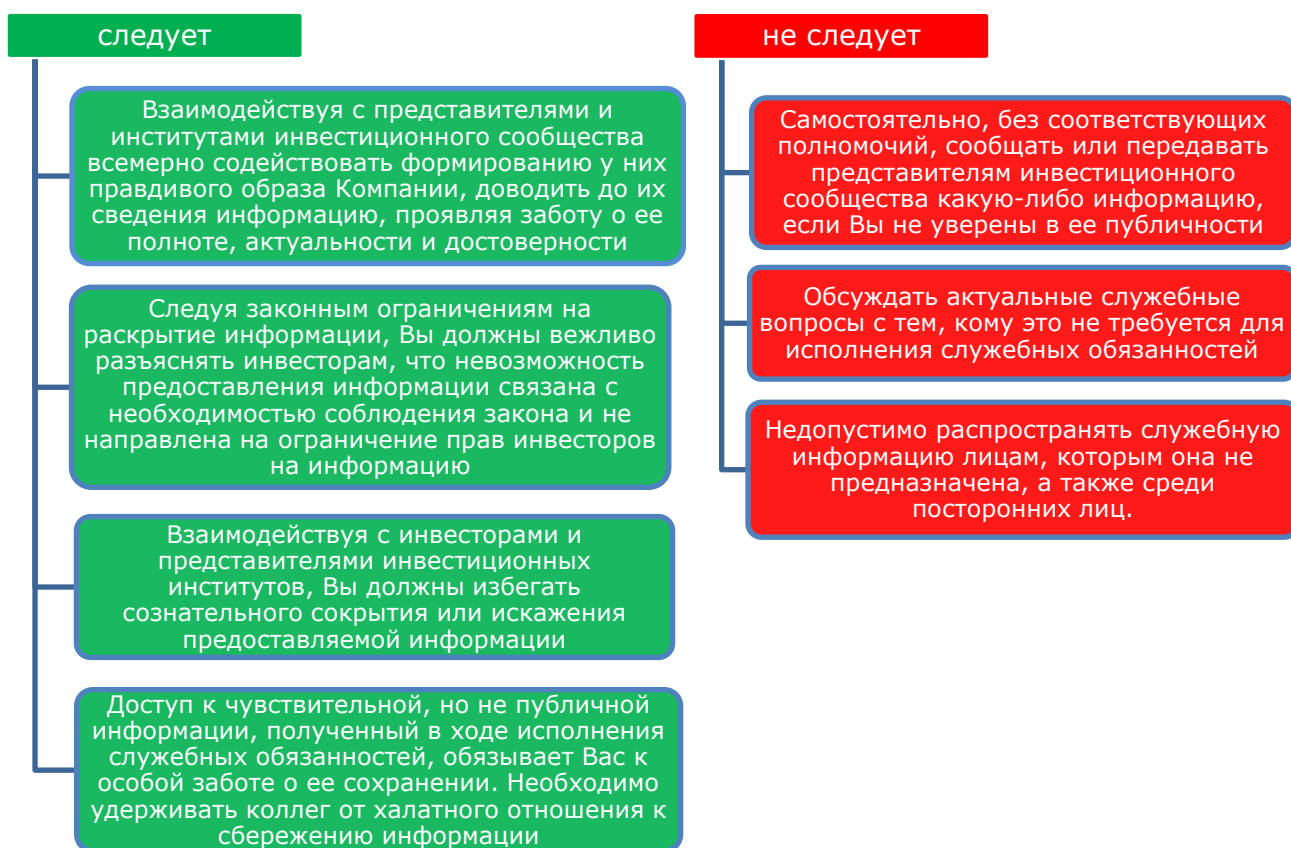 следует
Взаимодействуя с представителями и
институтами инвестиционного сообщества
всемерно содействовать формированию у них
правдивого образа Компании, доводить до их
сведения информацию, проявляя заботу о ее
полноте, актуальности и достоверности
Следуя законным ограничениям на
раскрытие информации, Вы должны вежливо
разъяснять инвесторам, что невозможность
предоставления информации связана с
необходимостью соблюдения закона и не
направлена на ограничение прав инвесторов
на информацию
Взаимодействуя с инвесторами и
представителями инвестиционных
институтов, Вы должны избегать
сознательного сокрытия или искажения
предоставляемой информации
Доступ к чувствительной, но не публичной
информации, полученный в ходе исполнения
служебных обязанностей, обязывает Вас к
особой заботе о ее сохранении. Необходимо
удерживать коллег от халатного отношения к
сбережению информации
не следует
Самостоятельно, без соответствующих
полномочий, сообщать или передавать
представителям инвестиционного
сообщества какую-либо информацию,
если Вы не уверены в ее публичности
Обсуждать актуальные служебные
вопросы с тем, кому это не требуется для
исполнения служебных обязанностей
Недопустимо распространять служебную
информацию лицам, которым она не
предназначена, а также среди
посторонних лиц.